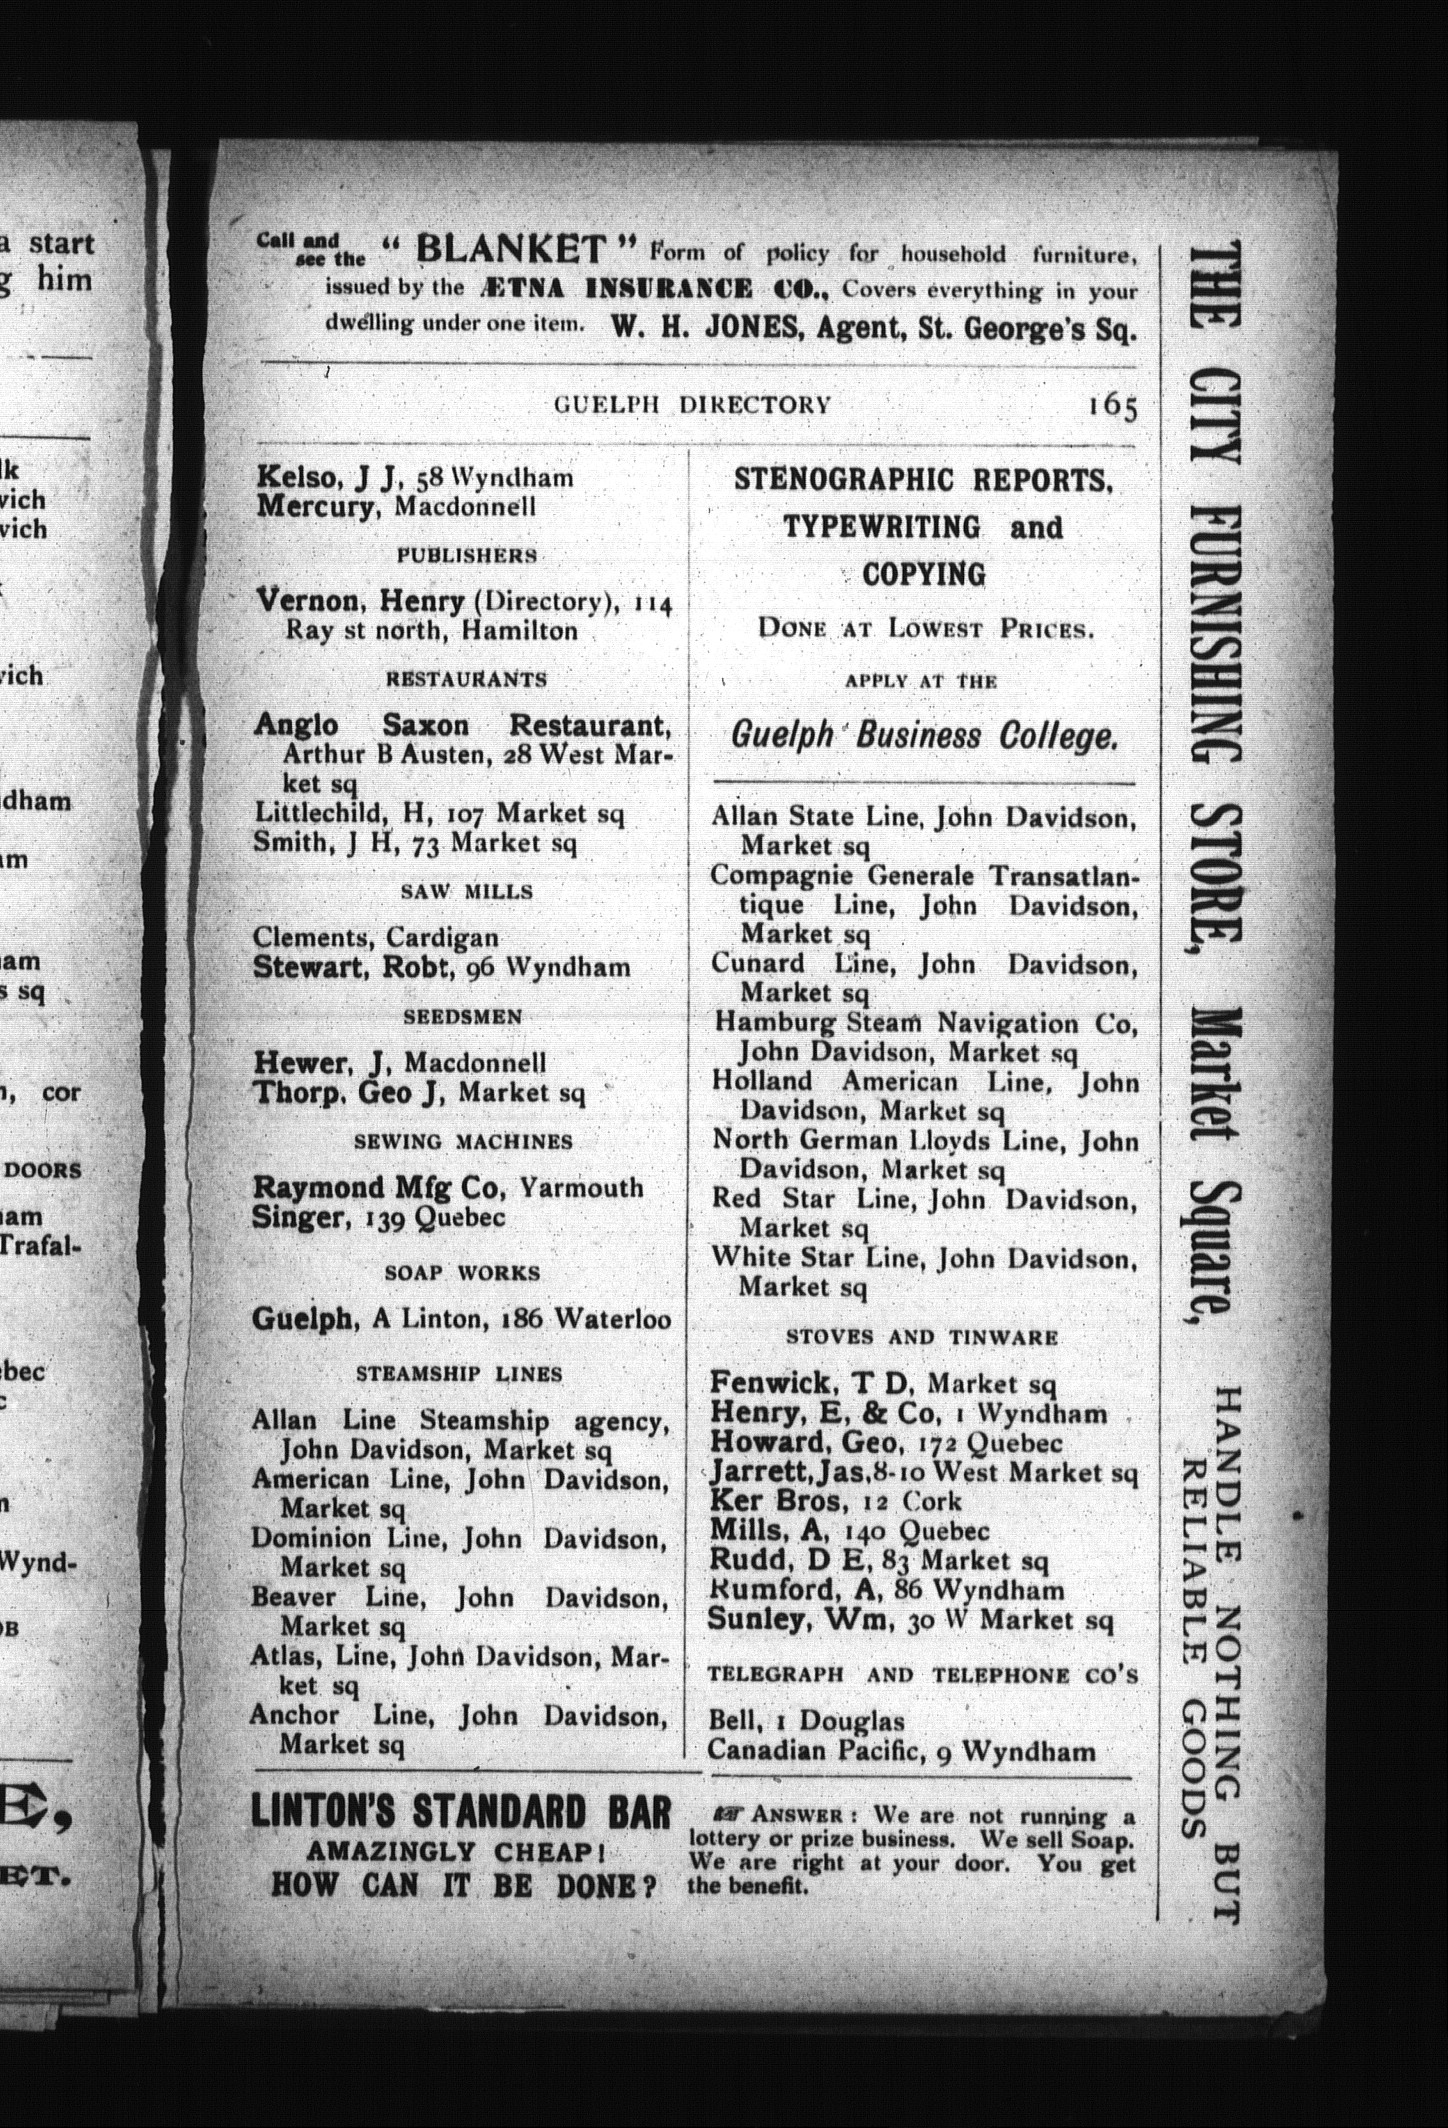 a start
g him
lk
vich
vich
vich
dham
am
am
s sq
n, cor
DOORS
am
Trafal-
bec
c
n
Wynd-
OB
E,
ET.
Call and see the "BLANKET" Form of policy for household furniture,
issued by the ÆTNA INSURANCE CO., Covers everything in your
dwelling under one item. W. H. JONES, Agent, St. George's Sq.
GUELPH DIRECTORY 165
Kelso, J J, 58 Wyndham
Mercury, Macdonnell
PUBLISHERS
Vernon, Henry (Directory), 114
Ray st north, Hamilton
RESTAURANTS
Anglo Saxon Restaurant,
Arthur B Austen, 28 West Mar-
ket sq
Littlechild, H, 107 Market sq
Smith, J H, 73 Market sq
SAW MILLS
Clements, Cardigan
Stewart, Robt, 96 Wyndham
SEEDSMEN
Hewer, J, Macdonnell
Thorp, Geo J, Market sq
SEWING MACHINES
Raymond Mfg Co, Yarmouth
Singer, 139 Quebec
SOAP WORKS
Guelph, A Linton, 186 Waterloo
STEAMSHIP LINES
Allan Line Steamship agency,
John Davidson, Market sq
American Line, John Davidson,
Market sq
Dominion Line, John Davidson,
Market sq
Beaver Line, John Davidson,
Market sq
Atlas, Line, John Davidson, Mar-
ket sq
Anchor Line, John Davidson,
Market sq
STENOGRAPHIC REPORTS,
TYPEWRITING and
COPYING
DONE AT LOWEST PRICES.
APPLY AT THE
Guelph Business College.
Allan State Line, John Davidson,
Market sq
Compagnie Generale Transatlan-
tique Line, John Davidson,
Market sq
Cunard Line, John Davidson,
Market sq
Hamburg Steam Navigation Co,
John Davidson, Market sq
Holland American Line, John
Davidson, Market sq
North German Lloyds Line, John
Davidson, Market sq
Red Star Line, John Davidson,
Market sq
White Star Line, John Davidson,
Market sq
STOVES AND TINWARE
Fenwick, T D, Market sq
Henry, E, & Co, 1 Wyndham
Howard, Geo, 172 Quebec
Jarrett, Jas, 8-10 West Market sq
Ker Bros, 12 Cork
Mills, A, 140 Quebec
Rudd, D E, 83 Market sq
Rumford, A, 86 Wyndham
Sunley, Wm, 30 W Market sq
TELEGRAPH AND TELEPHONE CO'S
Bell, 1 Douglas
Canadian Pacific, 9 Wyndham
LINTON'S STANDARD BAR
AMAZINGLY CHEAP!
HOW CAN IT BE DONE?
☞ ANSWER: We are not running a
lottery or prize business. We sell Soap.
We are right at your door. You get
the benefit.
THE CITY FURNISHING STORE, Market Square,
HANDLE NOTHING BUT
RELIABLE GOODS